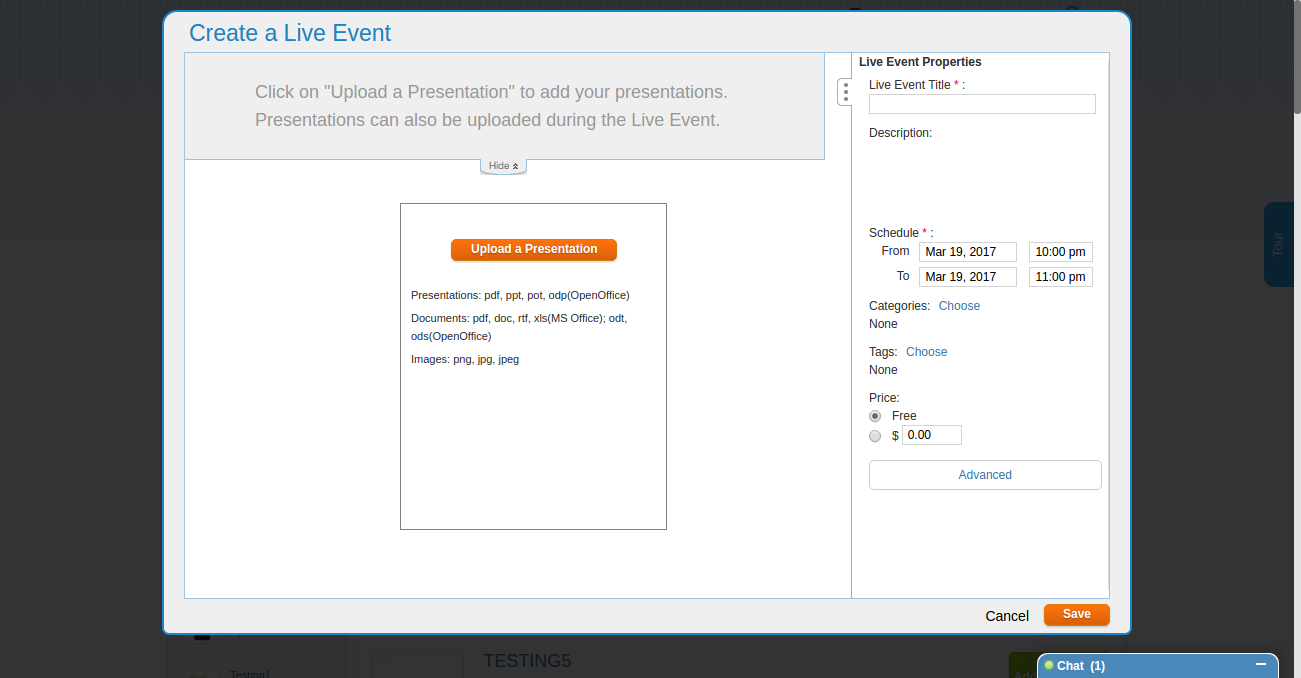 Create a Live Event
Click on "Upload a Presentation" to add your presentations.
Presentations can also be uploaded during the Live Event.
Hide
Upload a Presentation
Presentations: pdf, ppt, pot, odp(OpenOffice)
Documents: pdf, doc, rtf, xls(MS Office); odt,
ods(OpenOffice)
Images: png, jpg, jpeg
Live Event Properties
Live Event Title * :
Description:
Schedule * :
From Mar 19, 2017 10:00 pm
To Mar 19, 2017 11:00 pm
Categories: Choose
None
Tags: Choose
None
Price:
Free
$ 0.00
Advanced
Cancel Save
Tour
TESTING5
Testing1
Chat (1)